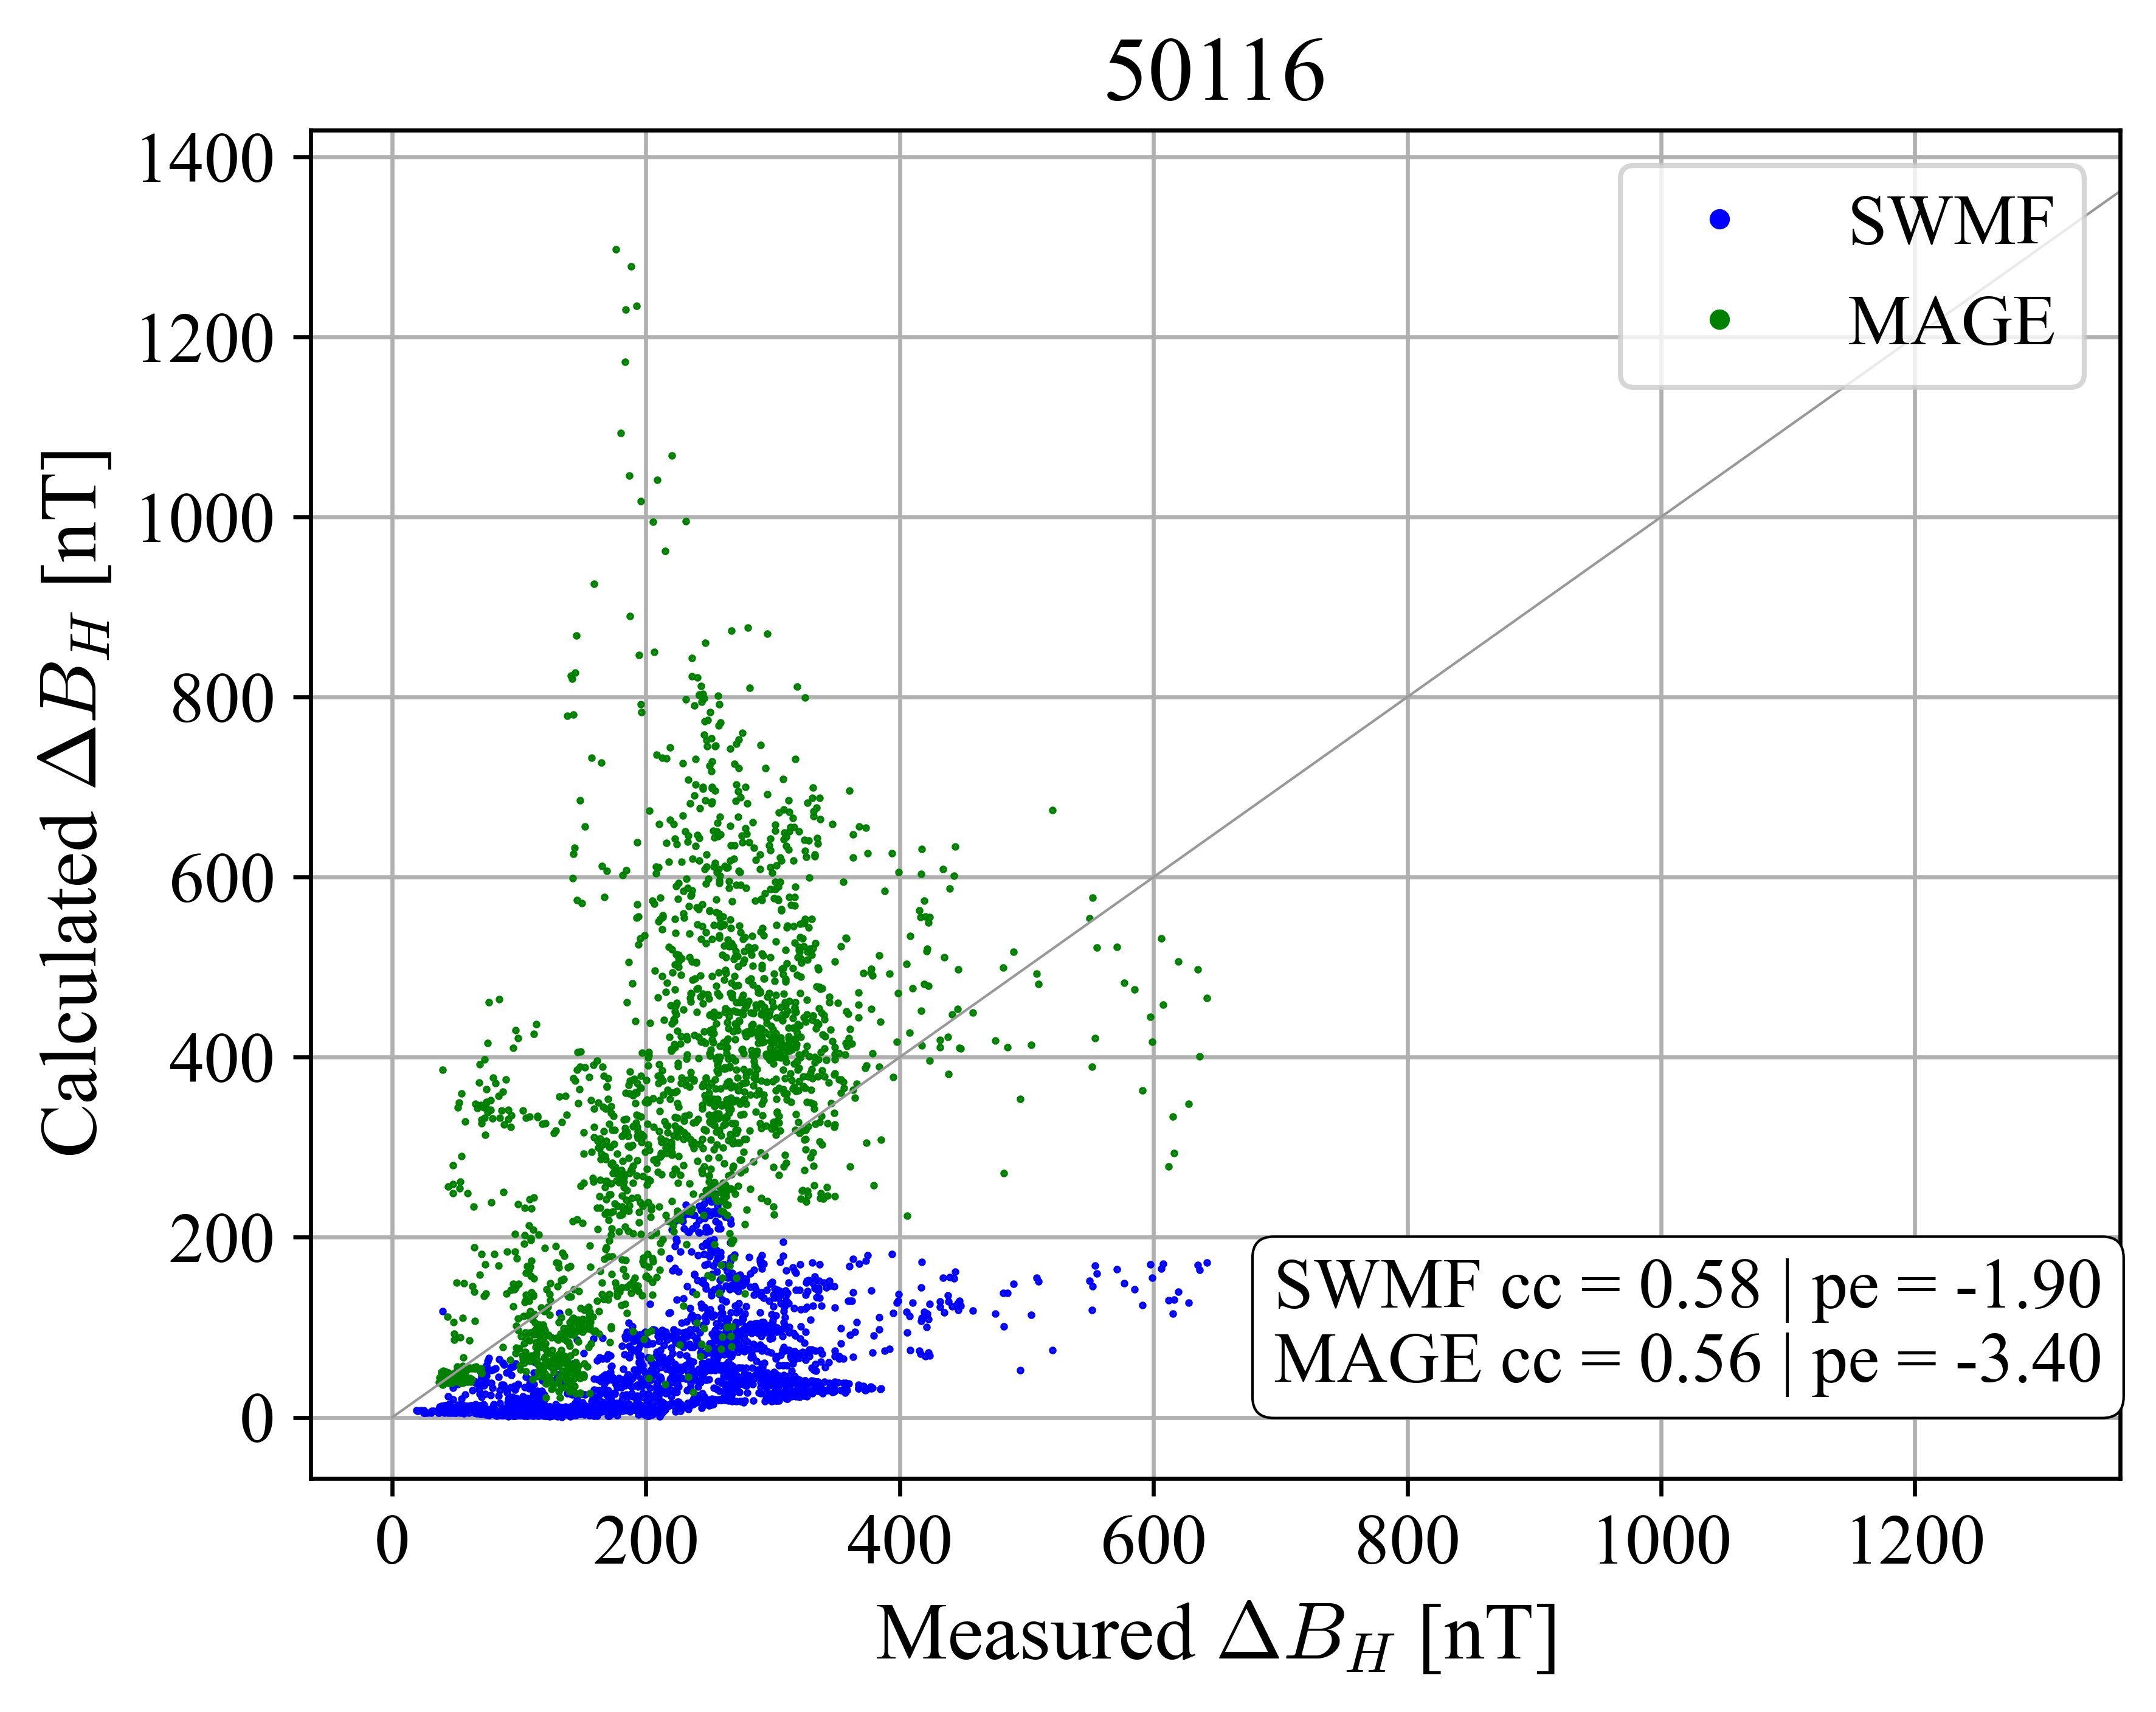 50116
1400
1200
1000
800
600
400
200
0
Calculated ΔB_H [nT]
SWMF
MAGE
SWMF cc = 0.58 | pe = -1.90
MAGE cc = 0.56 | pe = -3.40
0 200 400 600 800 1000 1200
Measured ΔB_H [nT]